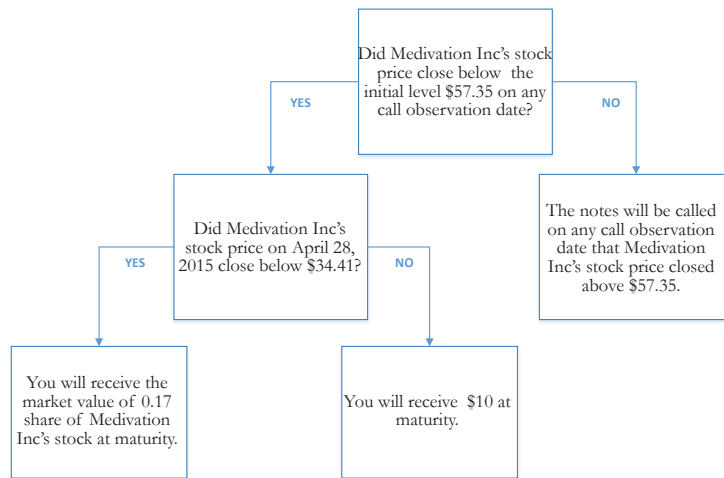 Did Medivation Inc's stock
price close below the
initial level $57.35 on any
call observation date?
YES
NO
Did Medivation Inc's
stock price on April 28,
2015 close below $34.41?
The notes will be called
on any call observation
date that Medivation
Inc's stock price closed
above $57.35.
YES
NO
You will receive the
market value of 0.17
share of Medivation
Inc's stock at maturity.
You will receive $10 at
maturity.